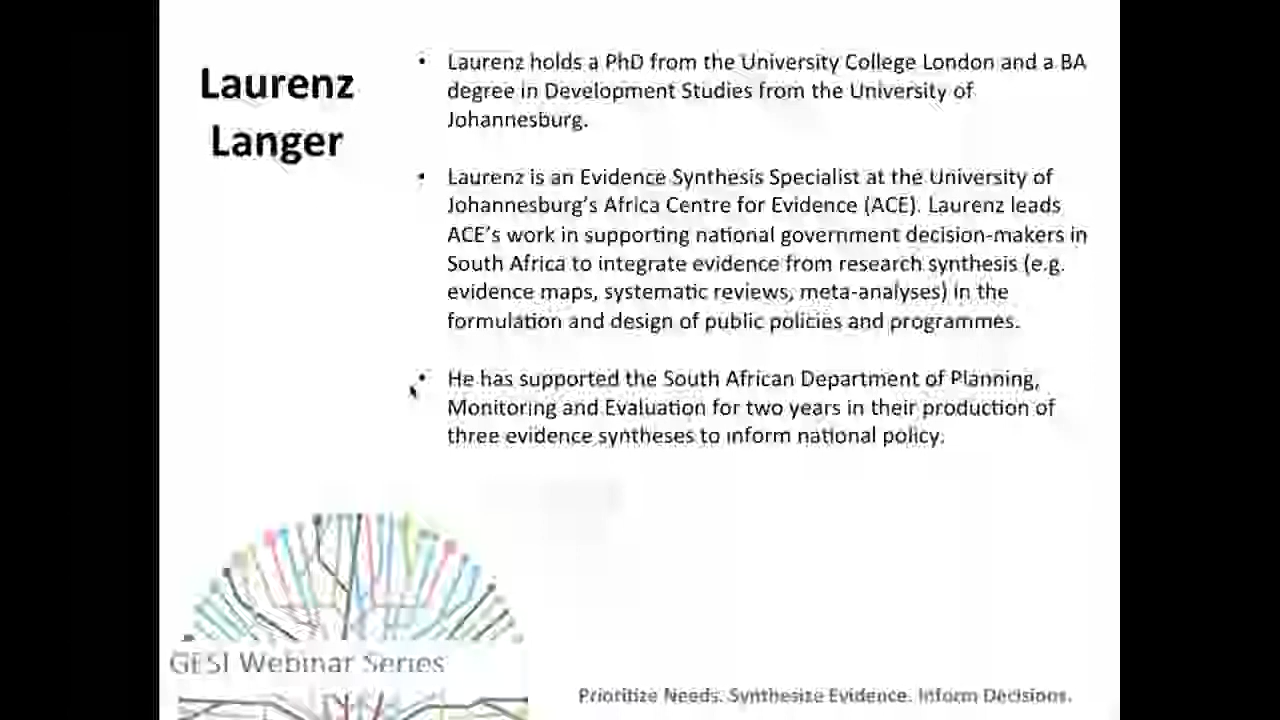 Laurenz
Langer
• Laurenz holds a PhD from the University College London and a BA
degree in Development Studies from the University of
Johannesburg.
• Laurenz is an Evidence Synthesis Specialist at the University of
Johannesburg's Africa Centre for Evidence (ACE). Laurenz leads
ACE's work in supporting national government decision-makers in
South Africa to integrate evidence from research synthesis (e.g.
evidence maps, systematic reviews, meta-analyses) in the
formulation and design of public policies and programmes.
• He has supported the South African Department of Planning,
Monitoring and Evaluation for two years in their production of
three evidence syntheses to inform national policy.
GESI Webinar Series
Prioritize Needs. Synthesize Evidence. Inform Decisions.